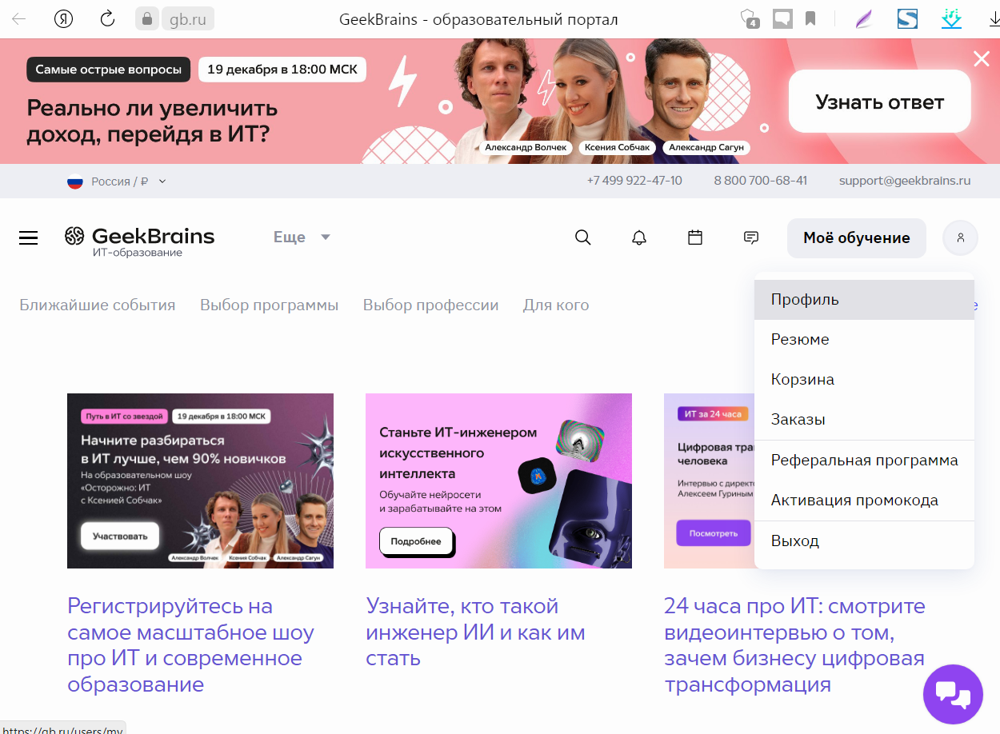 Я
gb.ru
GeekBrains - образовательный портал
4
Самые острые вопросы
19 декабря в 18:00 МСК
Реально ли увеличить
доход, перейдя в ИТ?
Александр Волчек
Ксения Собчак
Александр Сагун
Узнать ответ
Россия / ₽
+7 499 922-47-10
8 800 700-68-41
support@geekbrains.ru
GeekBrains
ИТ-образование
Еще
Моё обучение
Ближайшие события
Выбор программы
Выбор профессии
Для кого
Профиль
Резюме
Корзина
Заказы
Реферальная программа
Активация промокода
Выход
Путь в ИТ со звездой
19 декабря в 18:00 МСК
Начните разбираться
в ИТ лучше, чем 90% новичков
На образовательном шоу
«Осторожно: ИТ
с Ксенией Собчак»
Участвовать
Александр Волчек
Ксения Собчак
Александр Сагун
Станьте ИТ-инженером
искусственного
интеллекта
Обучайте нейросети
и зарабатывайте на этом
Подробнее
ИТ за 24 часа
Цифровая тра
человека
Интервью с директ
Алексеем Гуриным
Посмотреть
Регистрируйтесь на
самое масштабное шоу
про ИТ и современное
образование
Узнайте, кто такой
инженер ИИ и как им
стать
24 часа про ИТ: смотрите
видеоинтервью о том,
зачем бизнесу цифровая
трансформация
https://gb.ru/users/my